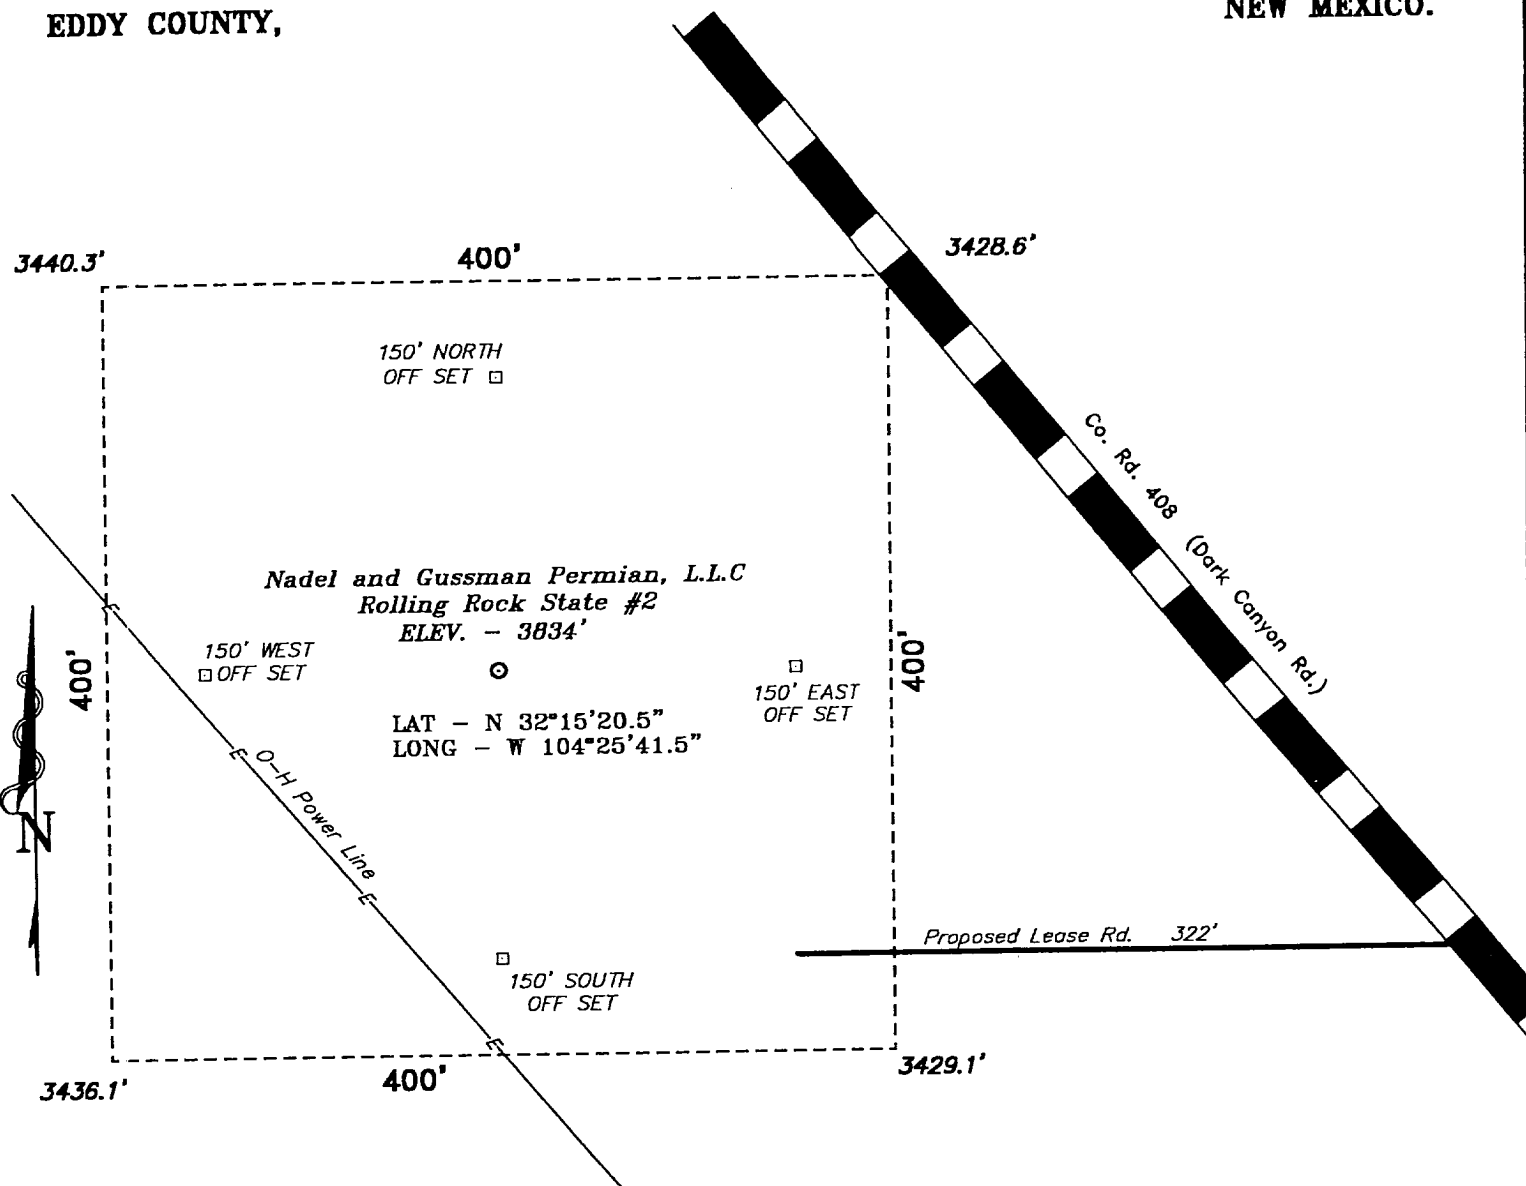 EDDY COUNTY,
NEW MEXICO.
3440.3'
400'
3428.6'
150' NORTH
OFF SET
Co. Rd. 408 (Dark Canyon Rd.)
Nadel and Gussman Permian, L.L.C
Rolling Rock State #2
ELEV. - 3834'
150' WEST
OFF SET
400'
400'
150' EAST
OFF SET
LAT - N 32°15'20.5"
LONG - W 104°25'41.5"
E
E
O-H Power Line
E
N
Proposed Lease Rd. 322'
150' SOUTH
OFF SET
E
3436.1'
400'
3429.1'